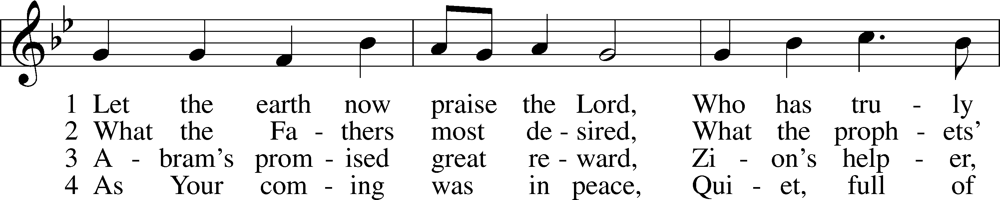 1 Let the earth now praise the Lord, Who has tru - ly
2 What the Fa - thers most de - sired, What the proph - ets’
3 A - bram’s prom - ised great re - ward, Zi - on’s help - er,
4 As Your com - ing was in peace, Qui - et, full of